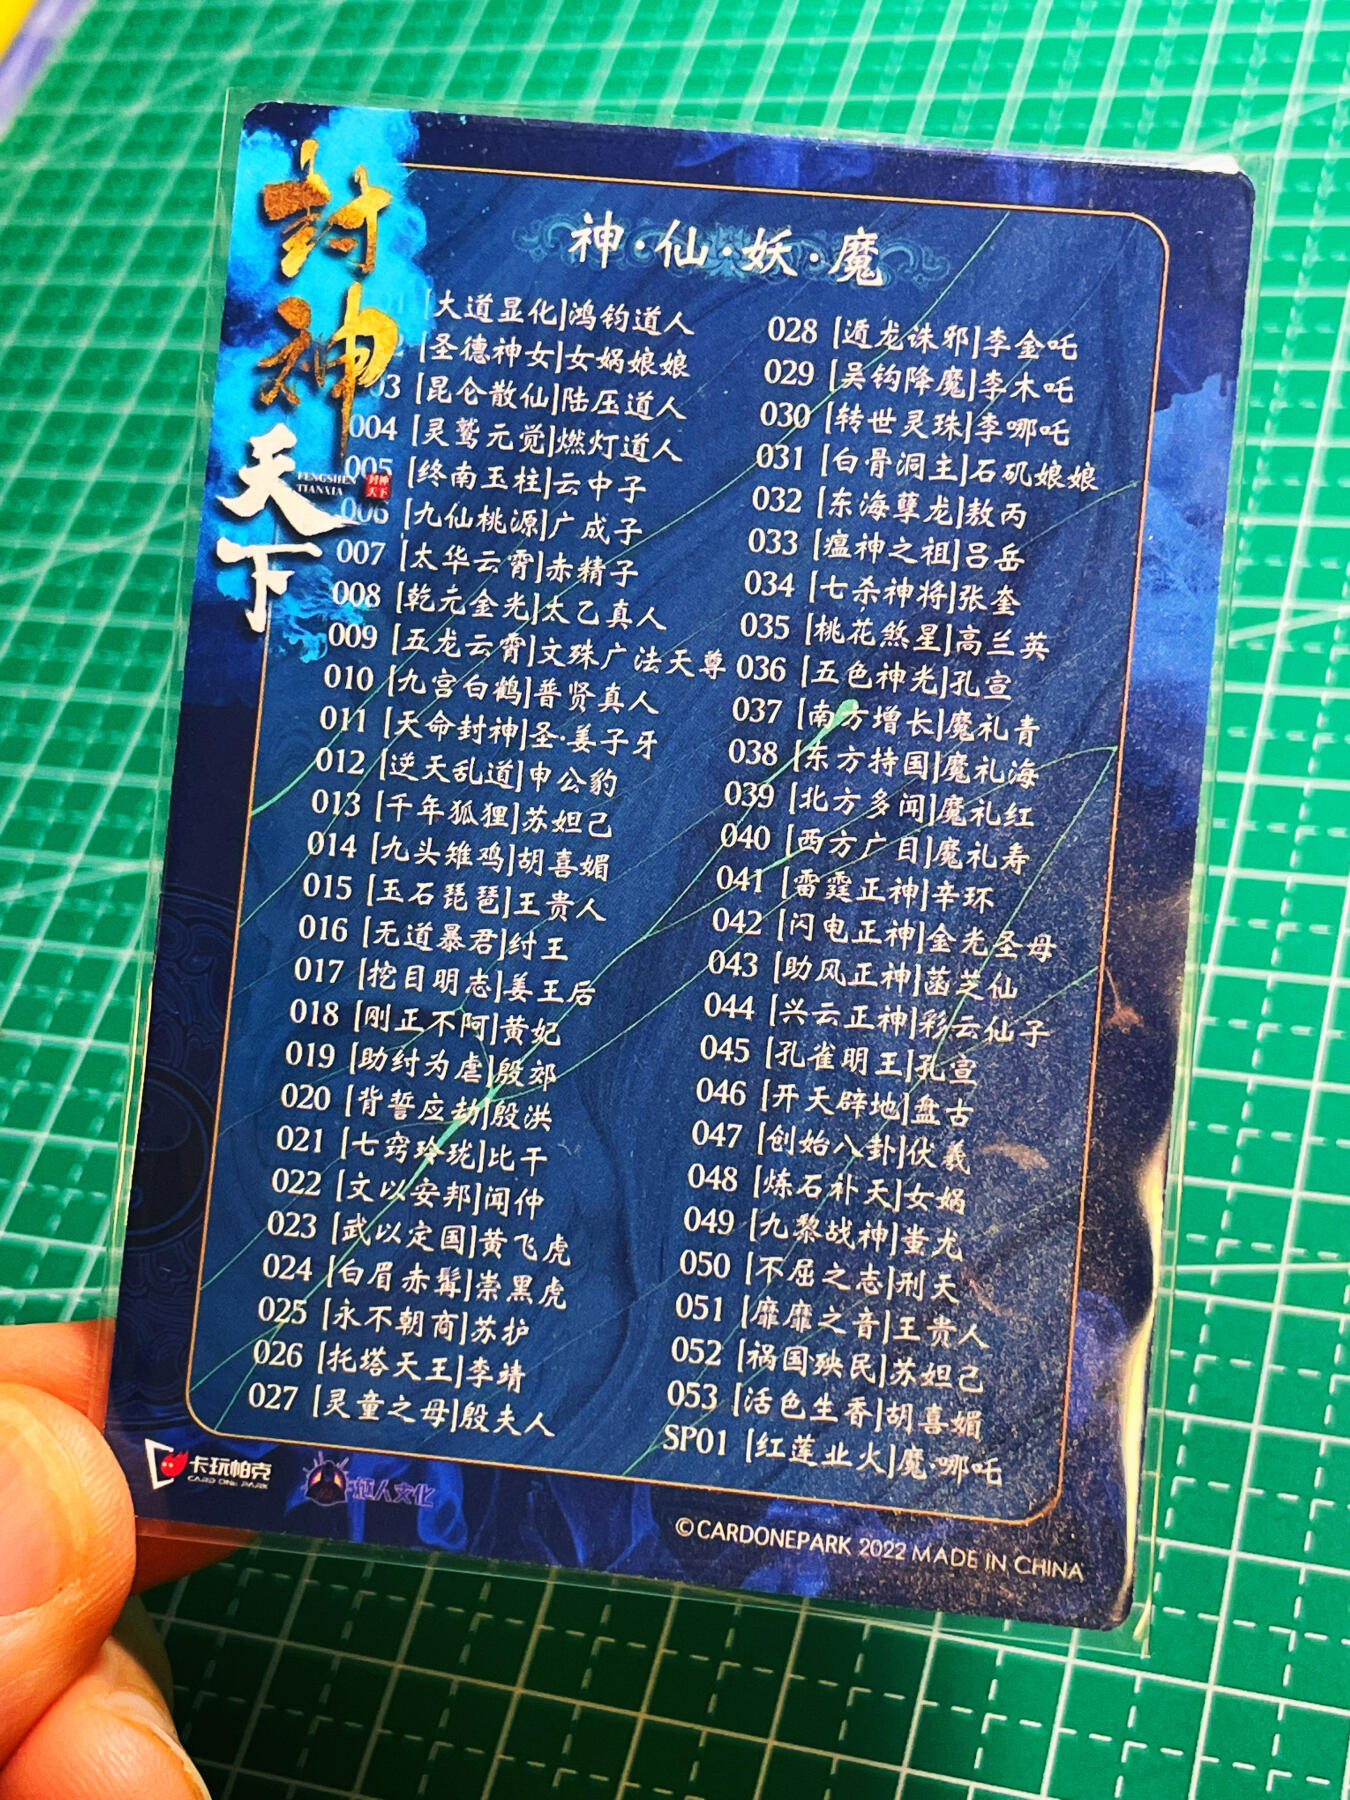 封神
天下
FENGSHEN
TIANXIA
封神
天下
神·仙·妖·魔
01 [大道显化]鸿钧道人
2 [圣德神女]女娲娘娘
03 [昆仑散仙]陆压道人
004 [灵鹫元觉]燃灯道人
005 [终南玉柱]云中子
006 [九仙桃源]广成子
007 [太华云霄]赤精子
008 [乾元金光]太乙真人
009 [五龙云霄]文殊广法天尊
010 [九宫白鹤]普贤真人
011 [天命封神]圣·姜子牙
012 [逆天乱道]申公豹
013 [千年狐狸]苏妲己
014 [九头雉鸡]胡喜媚
015 [玉石琵琶]王贵人
016 [无道暴君]纣王
017 [挖目明志]姜王后
018 [刚正不阿]黄妃
019 [助纣为虐]殷郊
020 [背誓应劫]殷洪
021 [七窍玲珑]比干
022 [文以安邦]闻仲
023 [武以定国]黄飞虎
024 [白眉赤髯]崇黑虎
025 [永不朝商]苏护
026 [托塔天王]李靖
027 [灵童之母]殷夫人
028 [遁龙诛邪]李金吒
029 [吴钩降魔]李木吒
030 [转世灵珠]李哪吒
031 [白骨洞主]石矶娘娘
032 [东海孽龙]敖丙
033 [瘟神之祖]吕岳
034 [七杀神将]张奎
035 [桃花煞星]高兰英
036 [五色神光]孔宣
037 [南方增长]魔礼青
038 [东方持国]魔礼海
039 [北方多闻]魔礼红
040 [西方广目]魔礼寿
041 [雷霆正神]辛环
042 [闪电正神]金光圣母
043 [助风正神]菡芝仙
044 [兴云正神]彩云仙子
045 [孔雀明王]孔宣
046 [开天辟地]盘古
047 [创始八卦]伏羲
048 [炼石补天]女娲
049 [九黎战神]蚩尤
050 [不屈之志]刑天
051 [靡靡之音]王贵人
052 [祸国殃民]苏妲己
053 [活色生香]胡喜媚
SP01 [红莲业火]魔·哪吒
卡玩帕克
CARD ONE PARK
人文化
©CARDONEPARK 2022 MADE IN CHINA